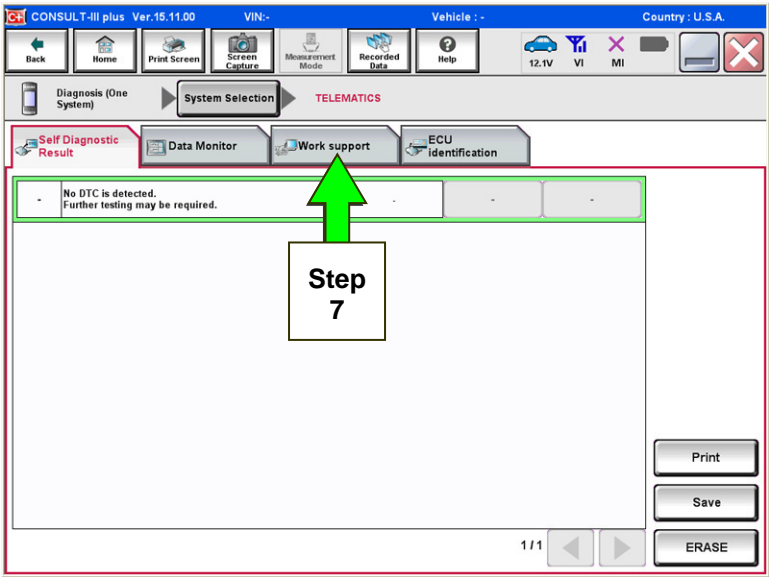 C+ CONSULT-III plus Ver.15.11.00 VIN:- Vehicle : - Country : U.S.A.
Back
Home
Print Screen
Screen
Capture
Measurement
Mode
Recorded
Data
Help
12.1V
VI
MI
Diagnosis (One
System)
System Selection
TELEMATICS
Self Diagnostic
Result
Data Monitor
Work support
ECU
identification
- No DTC is detected.
Further testing may be required.
-
-
-
Step
7
Print
Save
1/1
ERASE